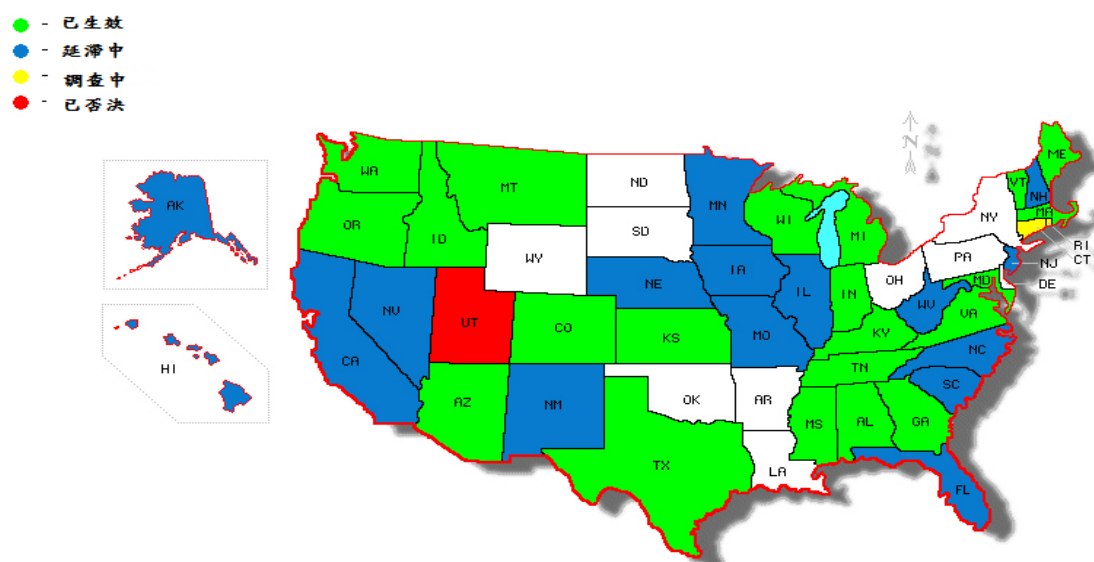 - 已生效
- 延滞中
- 调查中
- 已否決
N
AK
HI
WA
OR
ID
MT
WY
ND
SD
NE
MN
IA
WI
MI
IL
IN
OH
NY
PA
VT
NH
ME
MA
RI
CT
NJ
DE
MD
WV
VA
KY
NC
TN
SC
CA
NV
UT
CO
KS
MO
AZ
NM
OK
AR
TX
LA
MS
AL
GA
FL